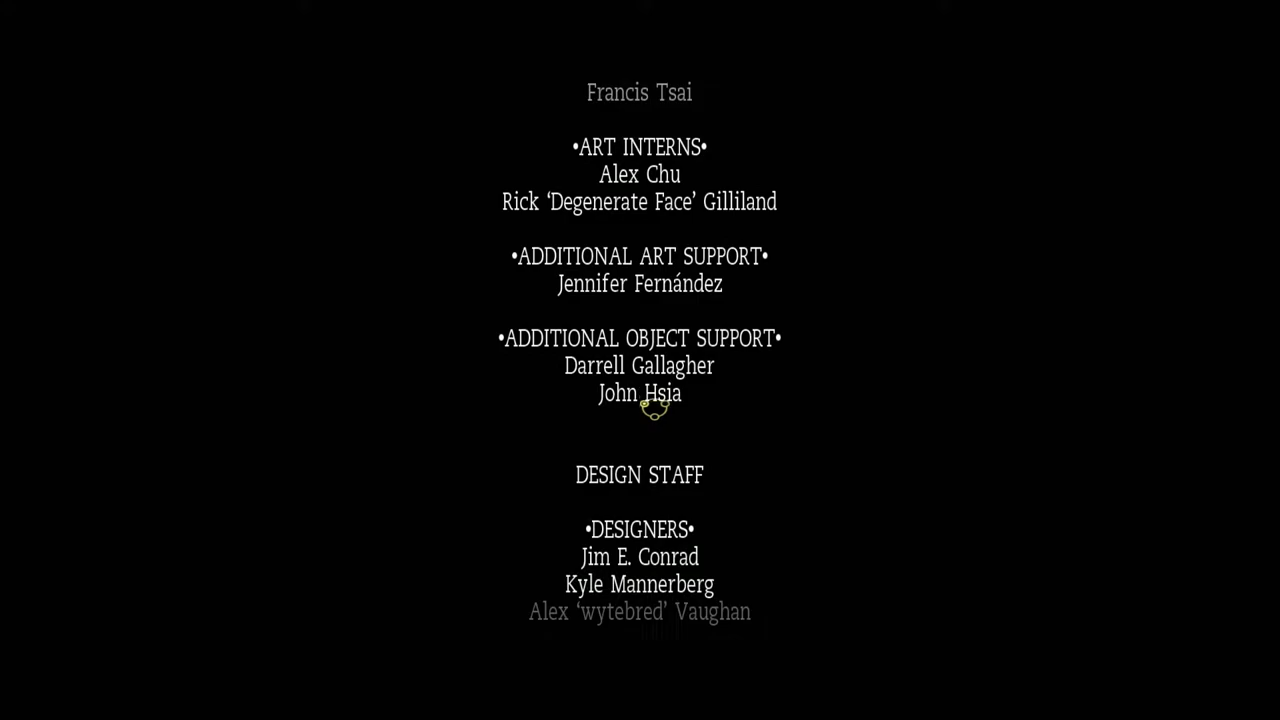 Francis Tsai
•ART INTERNS•
Alex Chu
Rick ‘Degenerate Face’ Gilliland
•ADDITIONAL ART SUPPORT•
Jennifer Fernández
•ADDITIONAL OBJECT SUPPORT•
Darrell Gallagher
John Hsia
DESIGN STAFF
•DESIGNERS•
Jim E. Conrad
Kyle Mannerberg
Alex ‘wytebred’ Vaughan